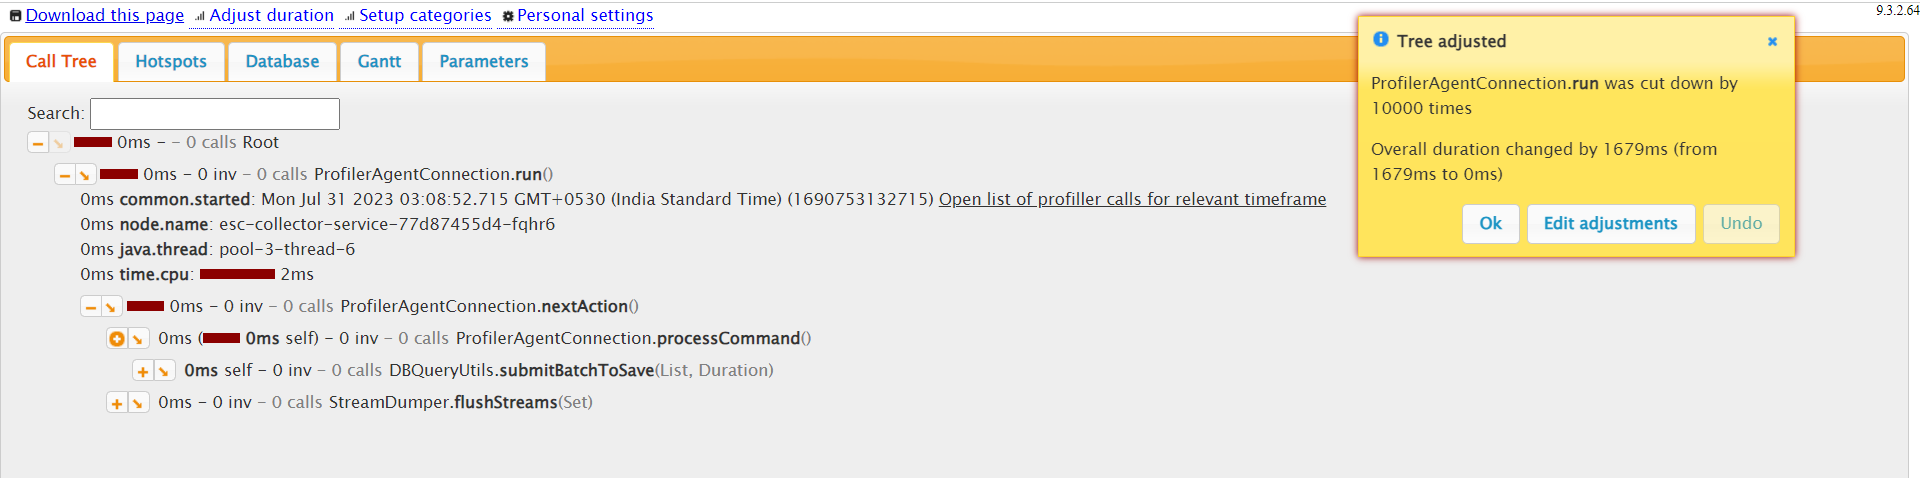 Download this page Adjust duration Setup categories Personal settings
9.3.2.64
Call Tree Hotspots Database Gantt Parameters
Tree adjusted
ProfilerAgentConnection.run was cut down by
10000 times
Overall duration changed by 1679ms (from
1679ms to 0ms)
Ok Edit adjustments Undo
Search:
0ms - - 0 calls Root
0ms - 0 inv - 0 calls ProfilerAgentConnection.run()
0ms common.started: Mon Jul 31 2023 03:08:52.715 GMT+0530 (India Standard Time) (1690753132715) Open list of profiller calls for relevant timeframe
0ms node.name: esc-collector-service-77d87455d4-fqhr6
0ms java.thread: pool-3-thread-6
0ms time.cpu: 2ms
0ms - 0 inv - 0 calls ProfilerAgentConnection.nextAction()
0ms (0ms self) - 0 inv - 0 calls ProfilerAgentConnection.processCommand()
0ms self - 0 inv - 0 calls DBQueryUtils.submitBatchToSave(List, Duration)
0ms - 0 inv - 0 calls StreamDumper.flushStreams(Set)